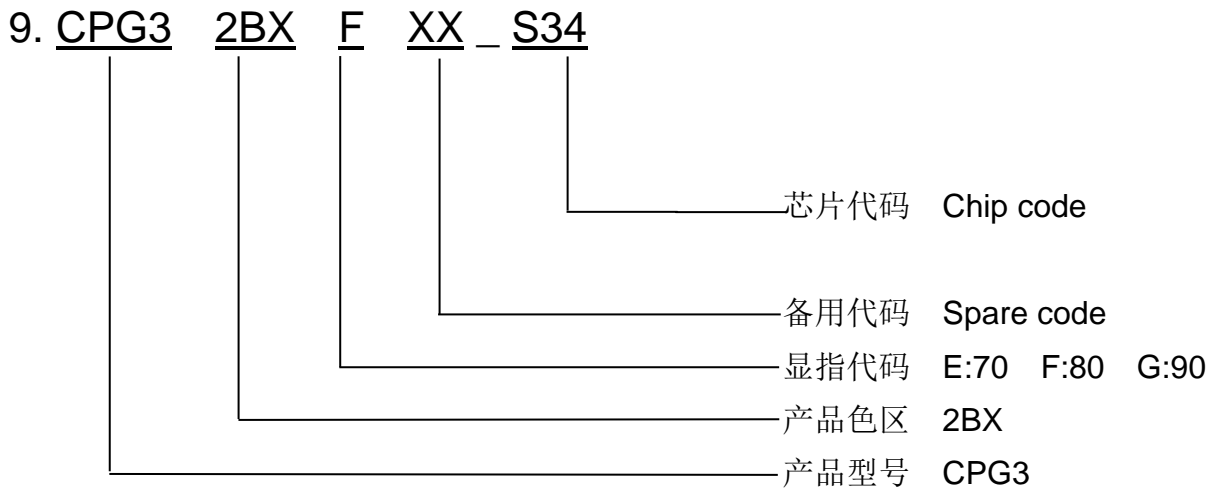 9. CPG3 2BX F XX _ S34
芯片代码 Chip code
备用代码 Spare code
显指代码 E:70 F:80 G:90
产品色区 2BX
产品型号 CPG3